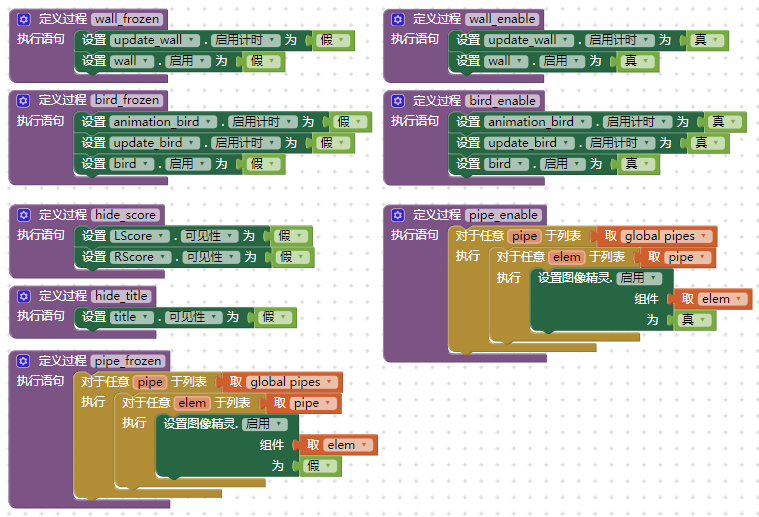 定义过程 wall_frozen
执行语句 设置 update_wall . 启用计时 为 假
设置 wall . 启用 为 假
定义过程 bird_frozen
执行语句 设置 animation_bird . 启用计时 为 假
设置 update_bird . 启用计时 为 假
设置 bird . 启用 为 假
定义过程 hide_score
执行语句 设置 LScore . 可见性 为 假
设置 RScore . 可见性 为 假
定义过程 hide_title
执行语句 设置 title . 可见性 为 假
定义过程 pipe_frozen
执行语句 对于任意 pipe 于列表 取 global pipes
执行 对于任意 elem 于列表 取 pipe
执行 设置图像精灵. 启用
组件 取 elem
为 假
定义过程 wall_enable
执行语句 设置 update_wall . 启用计时 为 真
设置 wall . 启用 为 真
定义过程 bird_enable
执行语句 设置 animation_bird . 启用计时 为 真
设置 update_bird . 启用计时 为 真
设置 bird . 启用 为 真
定义过程 pipe_enable
执行语句 对于任意 pipe 于列表 取 global pipes
执行 对于任意 elem 于列表 取 pipe
执行 设置图像精灵. 启用
组件 取 elem
为 真